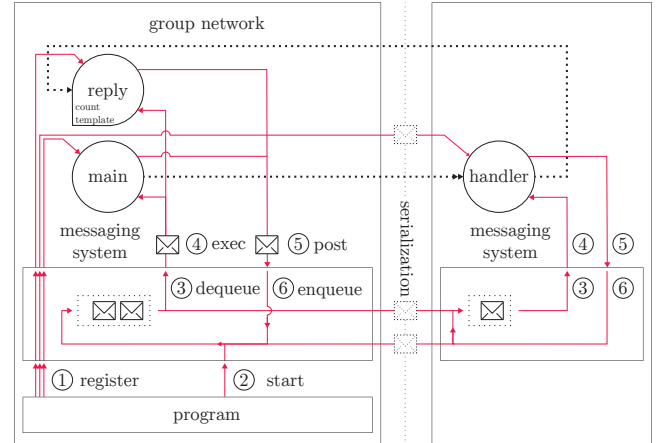 group network
reply
count
template
main
handler
messaging
system
④ exec
⑤ post
serialization
messaging
system
④
⑤
③ dequeue
⑥ enqueue
③
⑥
① register
② start
program